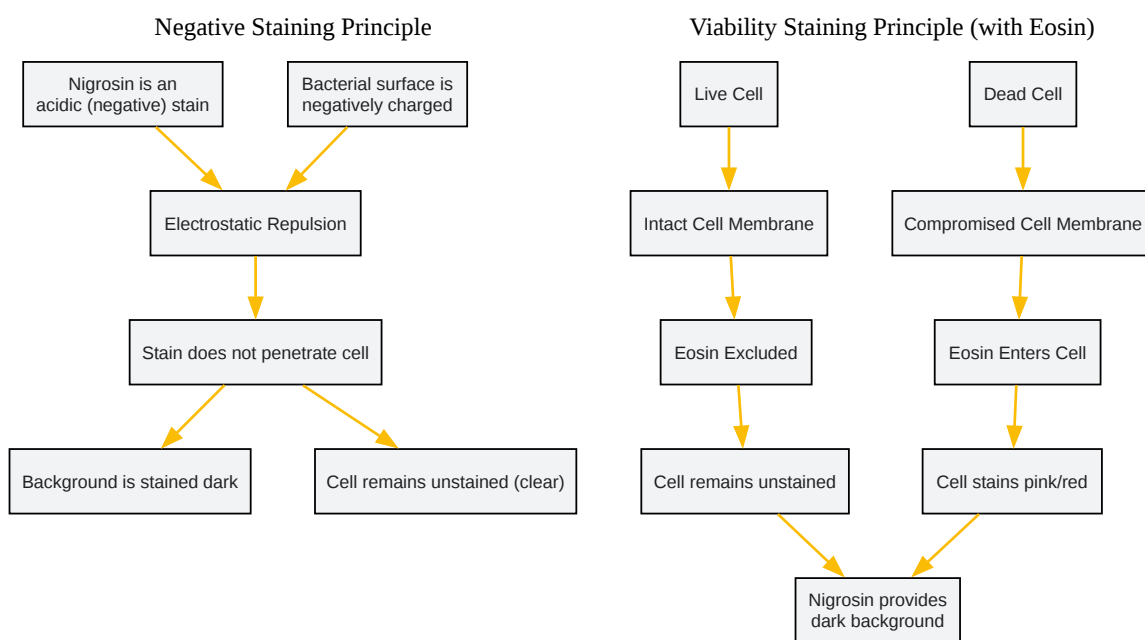 Negative Staining Principle
Nigrosin is an
acidic (negative) stain
Bacterial surface is
negatively charged
Electrostatic Repulsion
Stain does not penetrate cell
Background is stained dark
Cell remains unstained (clear)
Viability Staining Principle (with Eosin)
Live Cell
Dead Cell
Intact Cell Membrane
Compromised Cell Membrane
Eosin Excluded
Eosin Enters Cell
Cell remains unstained
Cell stains pink/red
Nigrosin provides
dark background